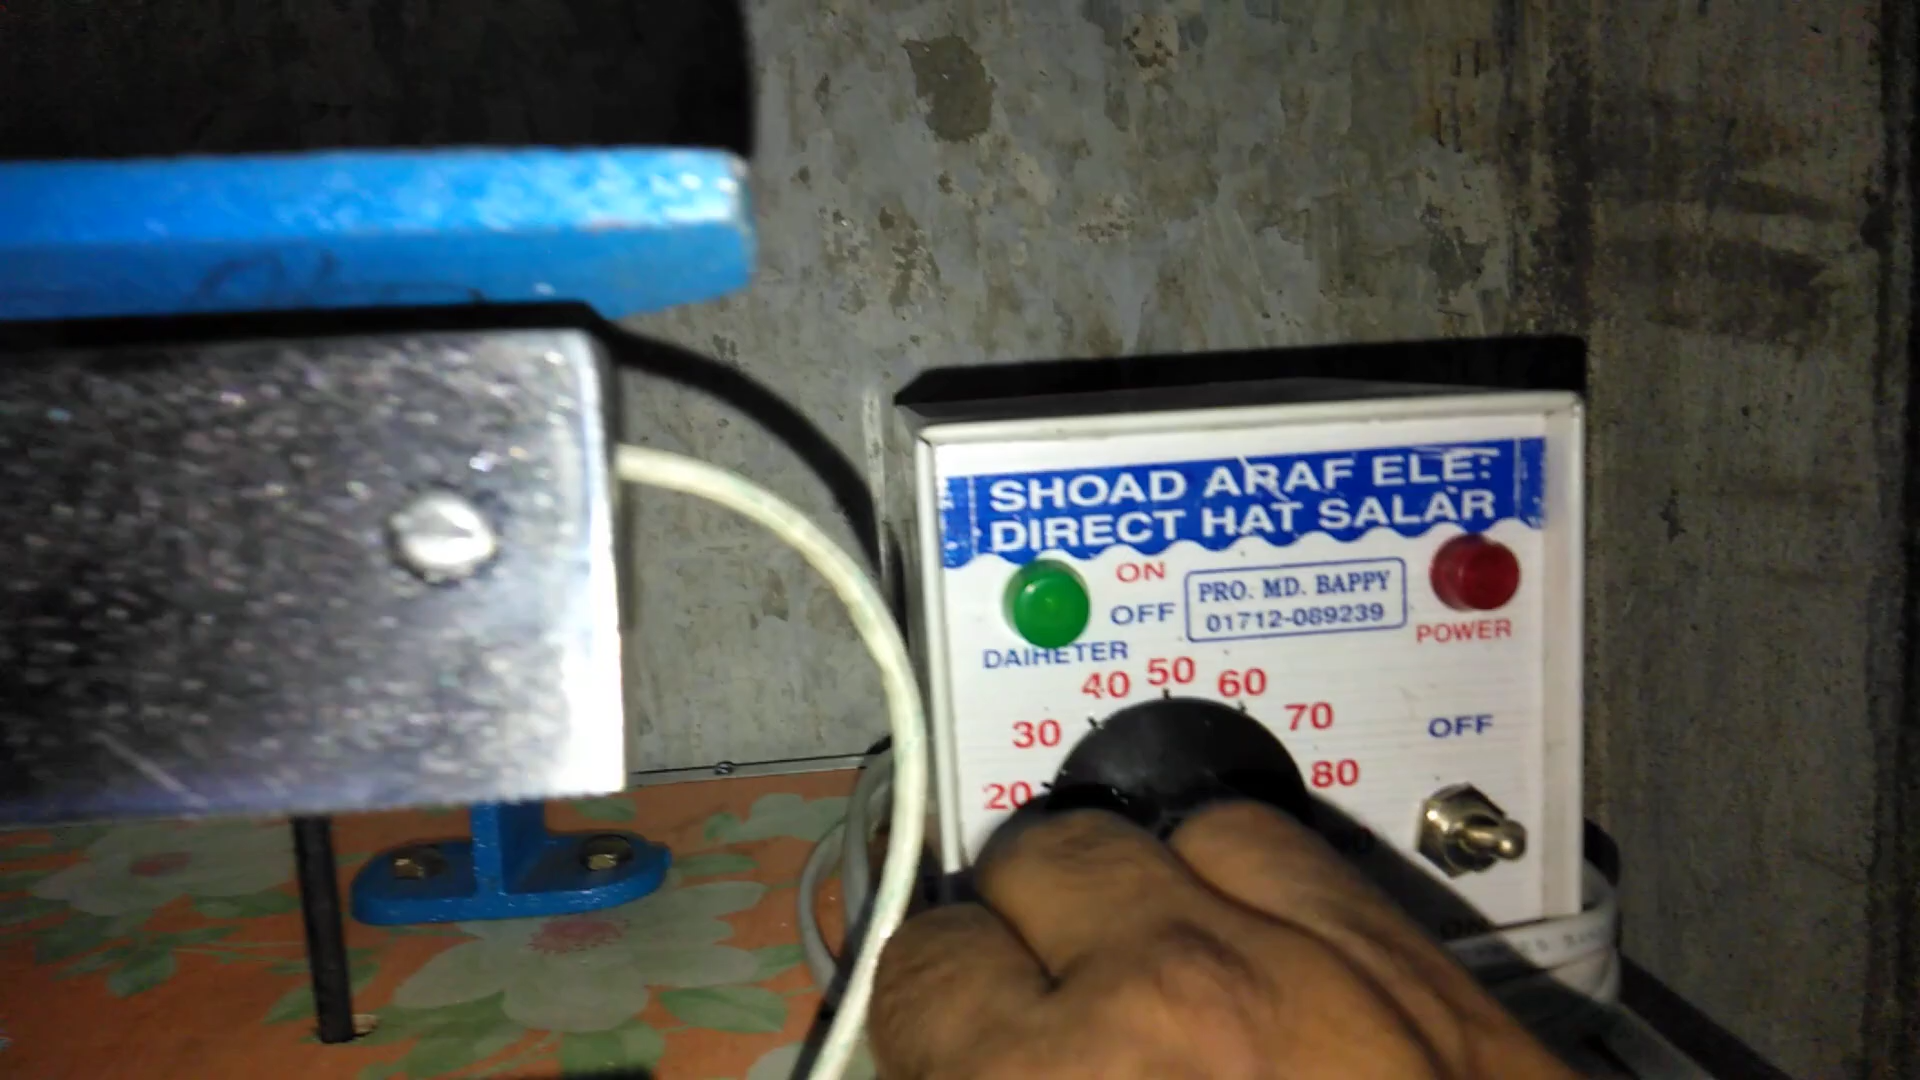 SHOAD ARAF ELE:
DIRECT HAT SALAR
ON
OFF
PRO. MD. BAPPY
01712-089239
DAIHETER
POWER
20
30
40
50
60
70
80
OFF